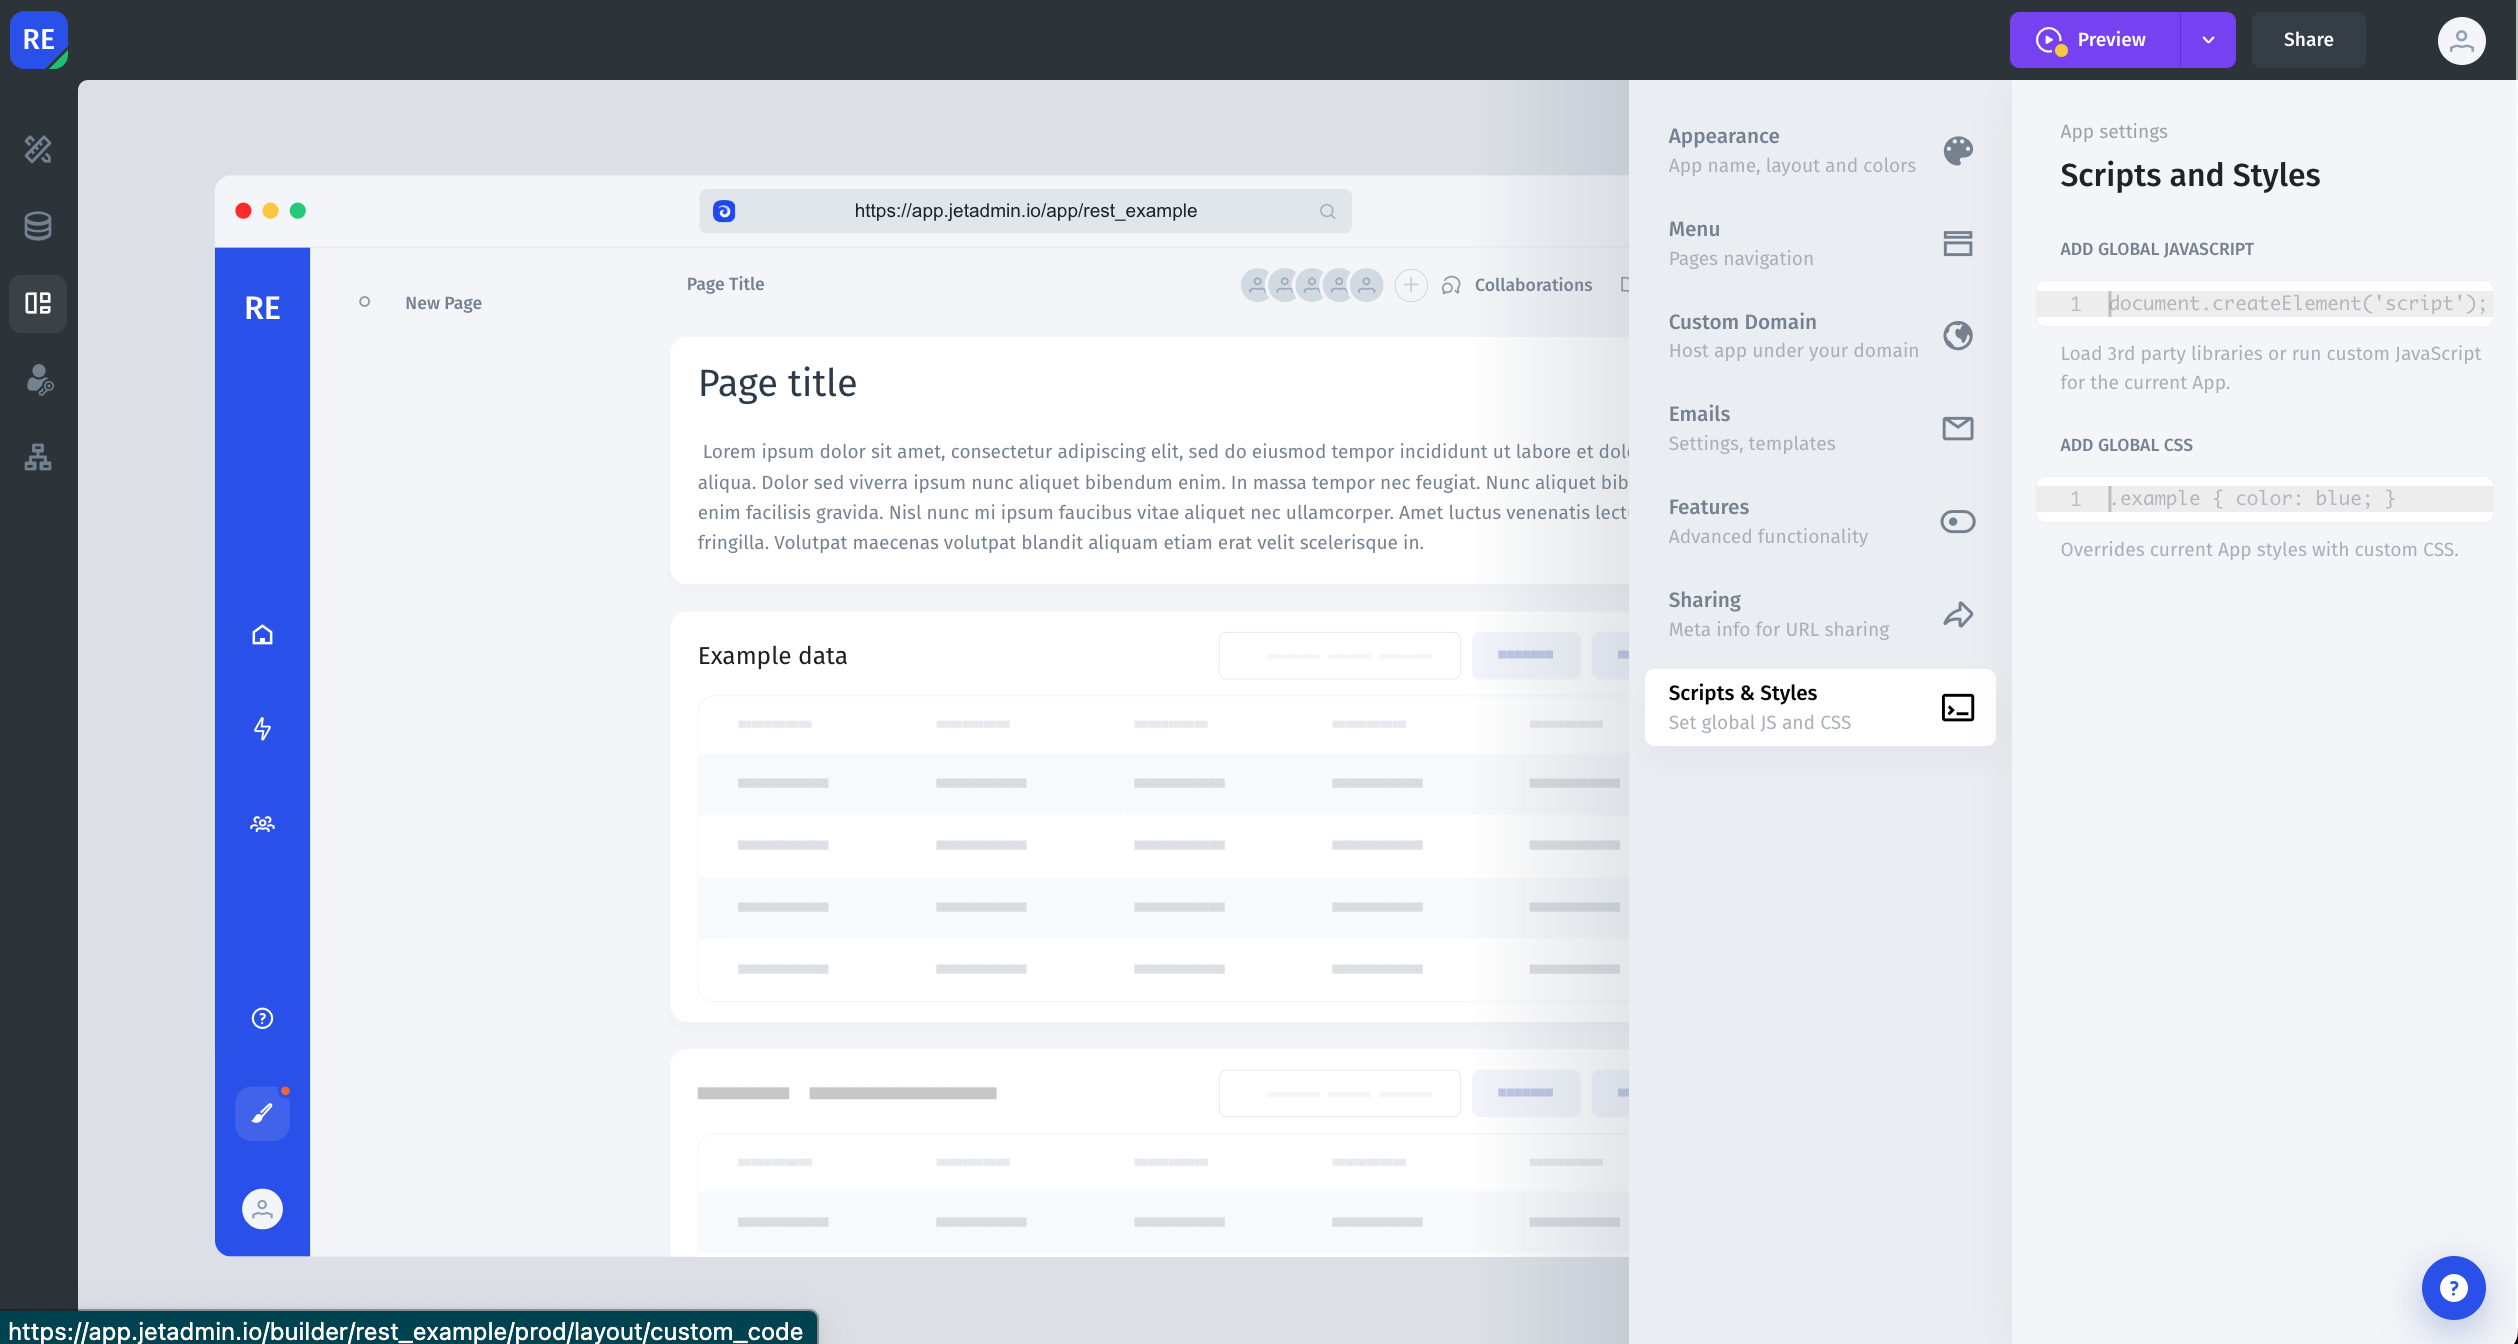 RE
Preview
Share
https://app.jetadmin.io/app/rest_example
RE
New Page
Page Title
Collaborations
Page title
Lorem ipsum dolor sit amet, consectetur adipiscing elit, sed do eiusmod tempor incididunt ut labore et dol
aliqua. Dolor sed viverra ipsum nunc aliquet bibendum enim. In massa tempor nec feugiat. Nunc aliquet bib
enim facilisis gravida. Nisl nunc mi ipsum faucibus vitae aliquet nec ullamcorper. Amet luctus venenatis lect
fringilla. Volutpat maecenas volutpat blandit aliquam etiam erat velit scelerisque in.
Example data
Appearance
App name, layout and colors
Menu
Pages navigation
Custom Domain
Host app under your domain
Emails
Settings, templates
Features
Advanced functionality
Sharing
Meta info for URL sharing
Scripts & Styles
Set global JS and CSS
App settings
Scripts and Styles
ADD GLOBAL JAVASCRIPT
1 document.createElement('script');
Load 3rd party libraries or run custom JavaScript
for the current App.
ADD GLOBAL CSS
1 .example { color: blue; }
Overrides current App styles with custom CSS.
?
?
https://app.jetadmin.io/builder/rest_example/prod/layout/custom_code